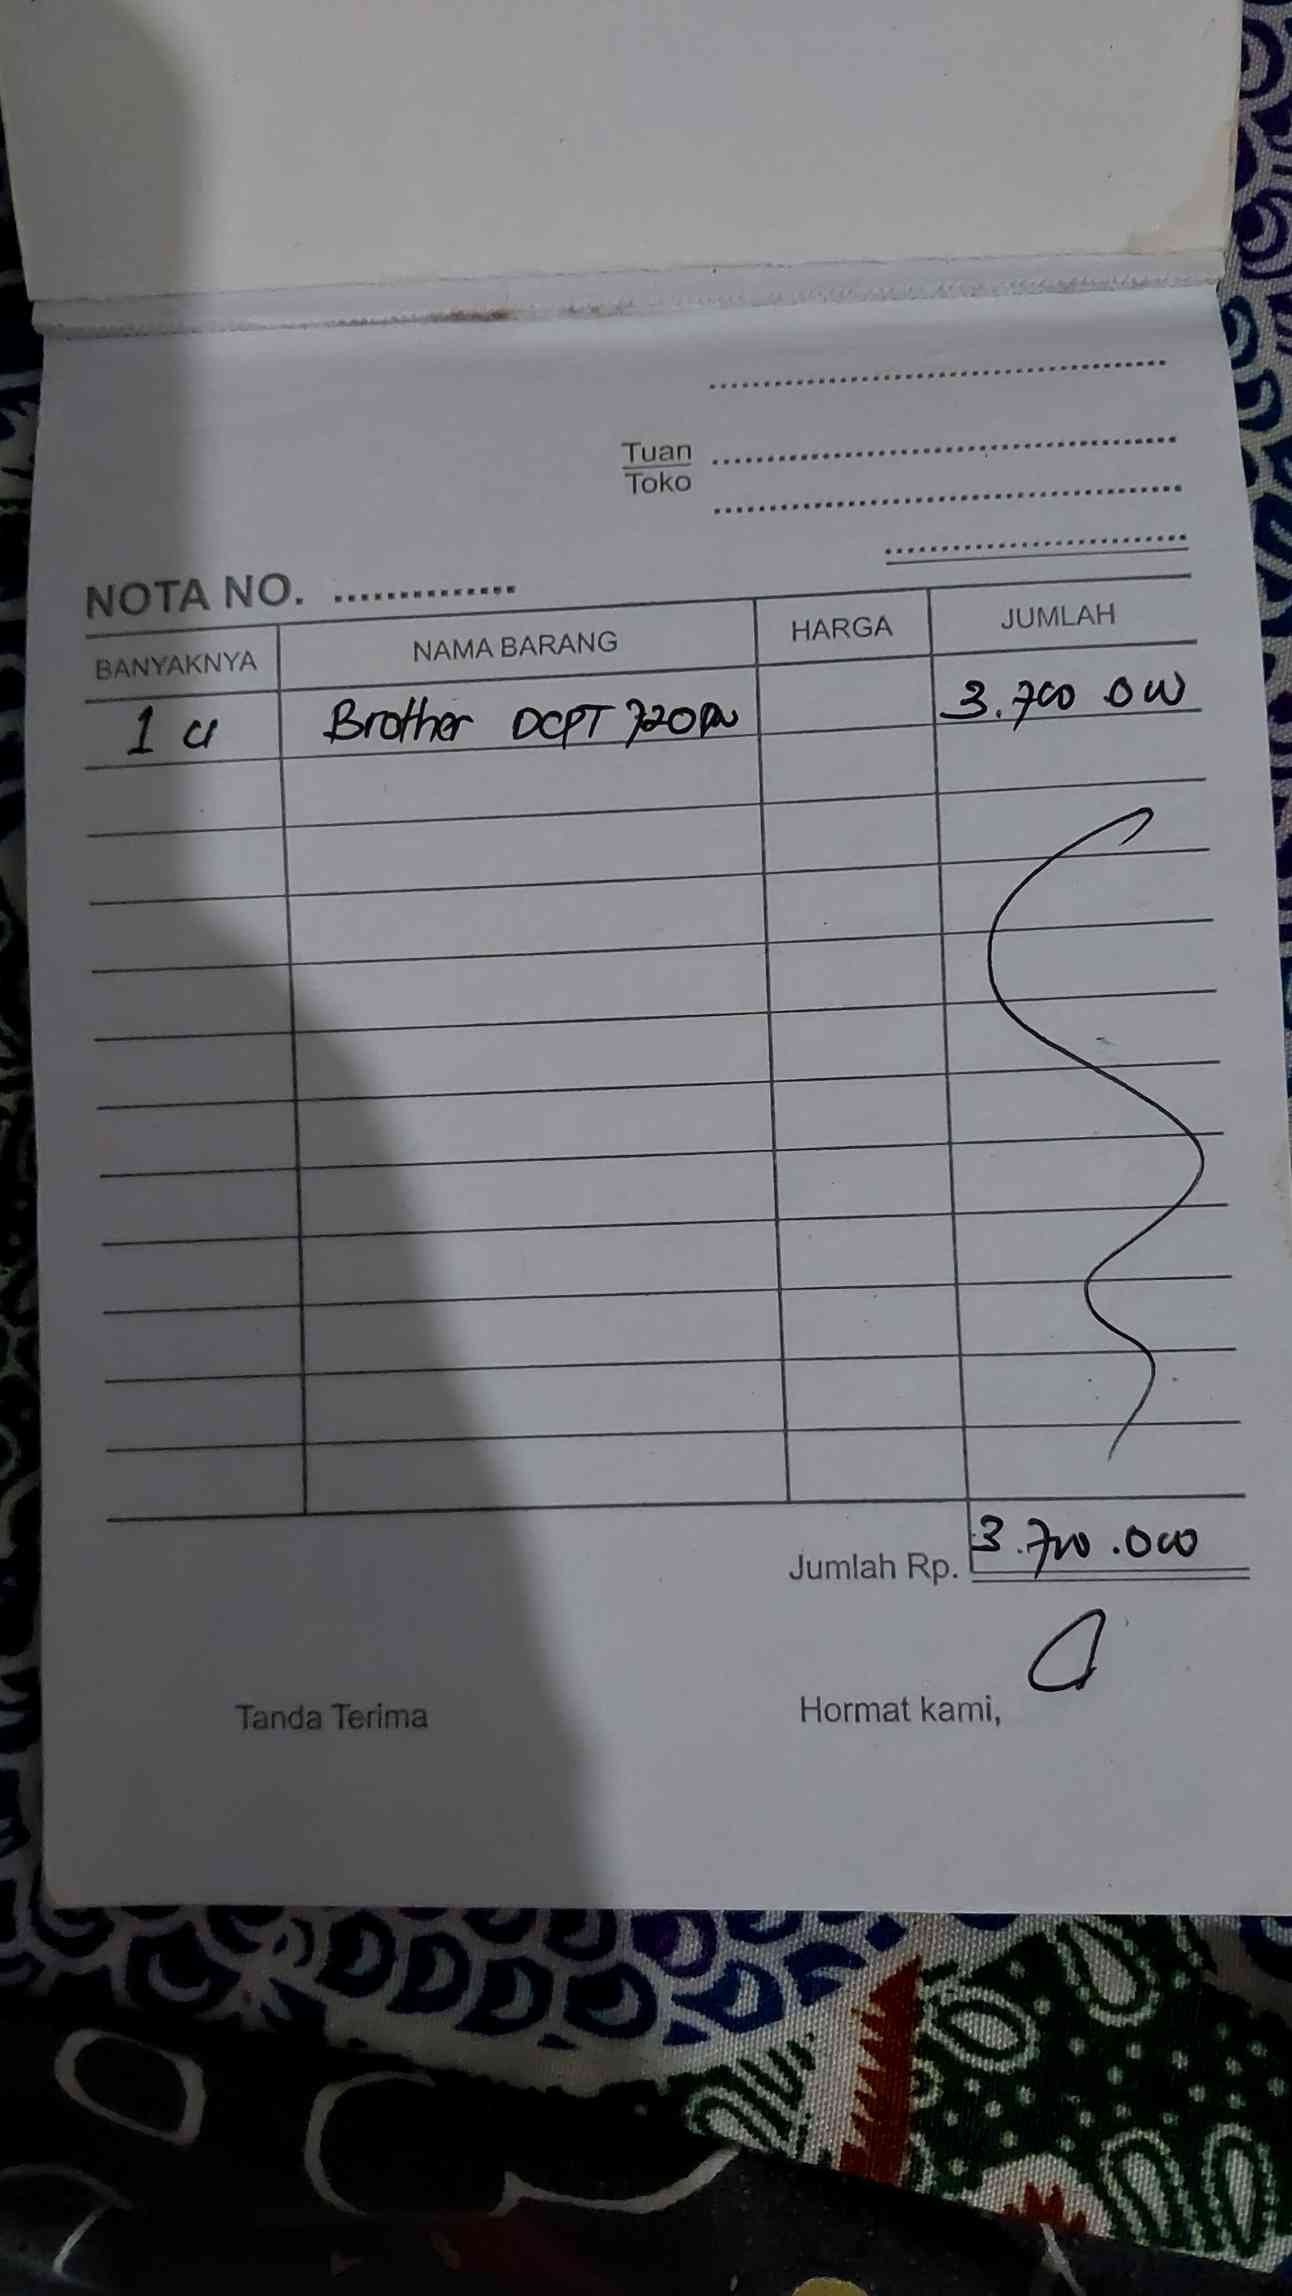 Tuan
Toko
NOTA NO. ..............
BANYAKNYA NAMA BARANG HARGA JUMLAH
1 Brother DCPT 720DW 3.700 000
Jumlah Rp. 3.700.000
Tanda Terima Hormat kami,